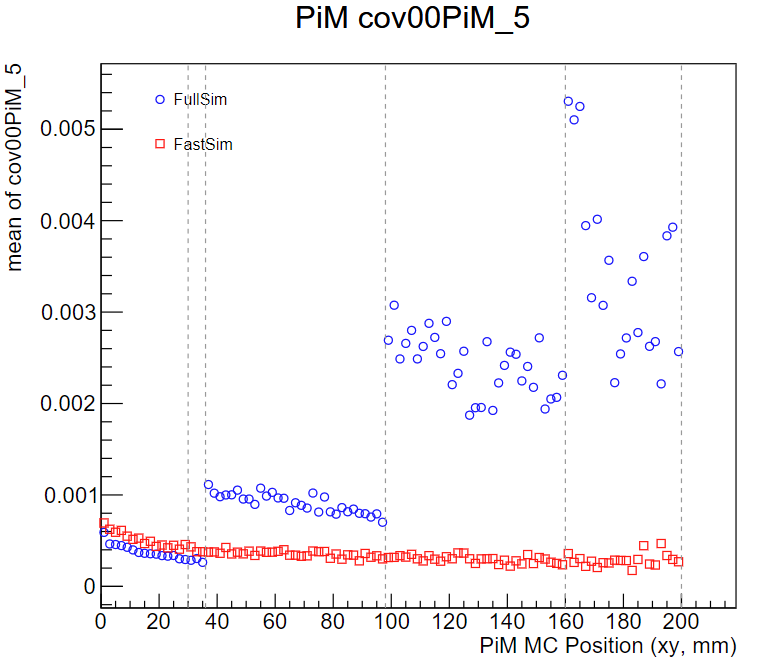 PiM cov00PiM_5
mean of cov00PiM_5
FullSim
FastSim
0.005
0.004
0.003
0.002
0.001
0
0 20 40 60 80 100 120 140 160 180 200
PiM MC Position (xy, mm)